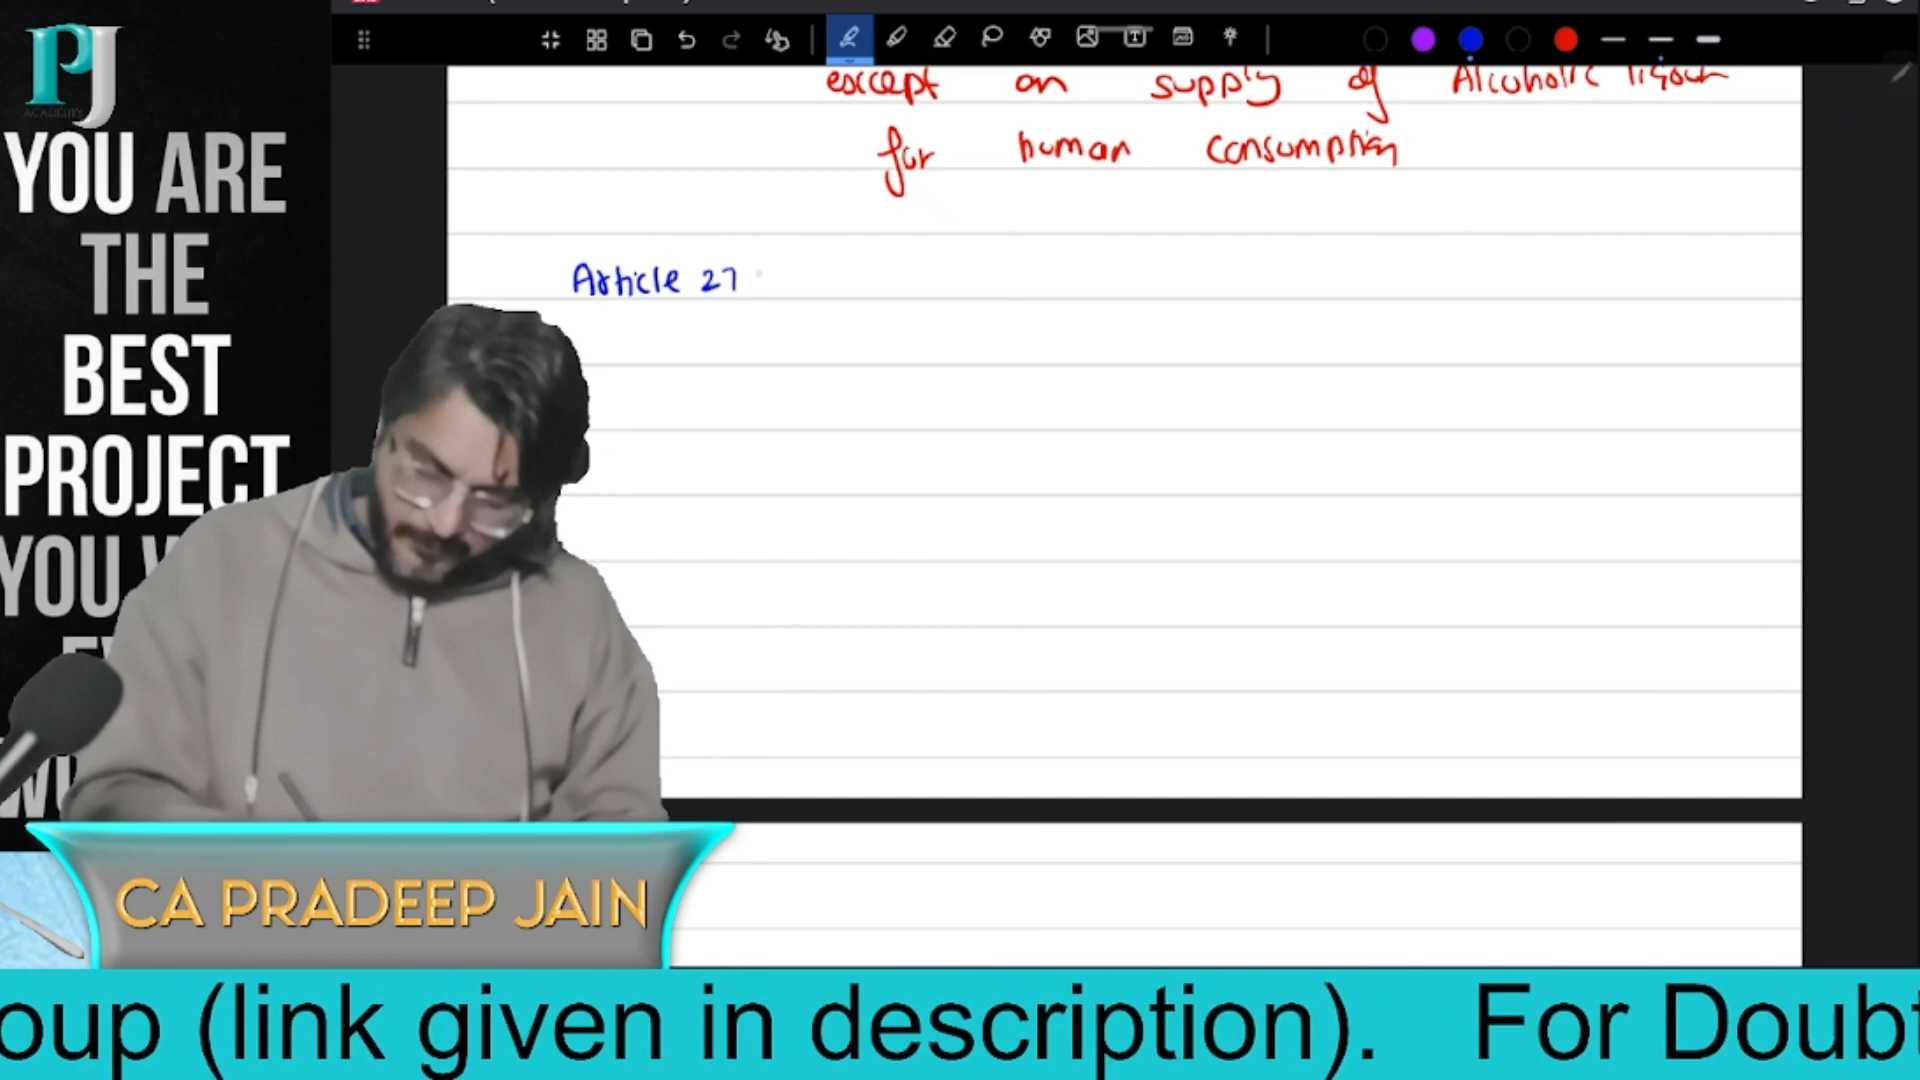 PJ
ACADEMY
YOU ARE
THE
BEST
PROJECT
YOU
except on supply of Alcoholic liquor
for human consumption
Article 27
CA PRADEEP JAIN
oup (link given in description). For Doubt